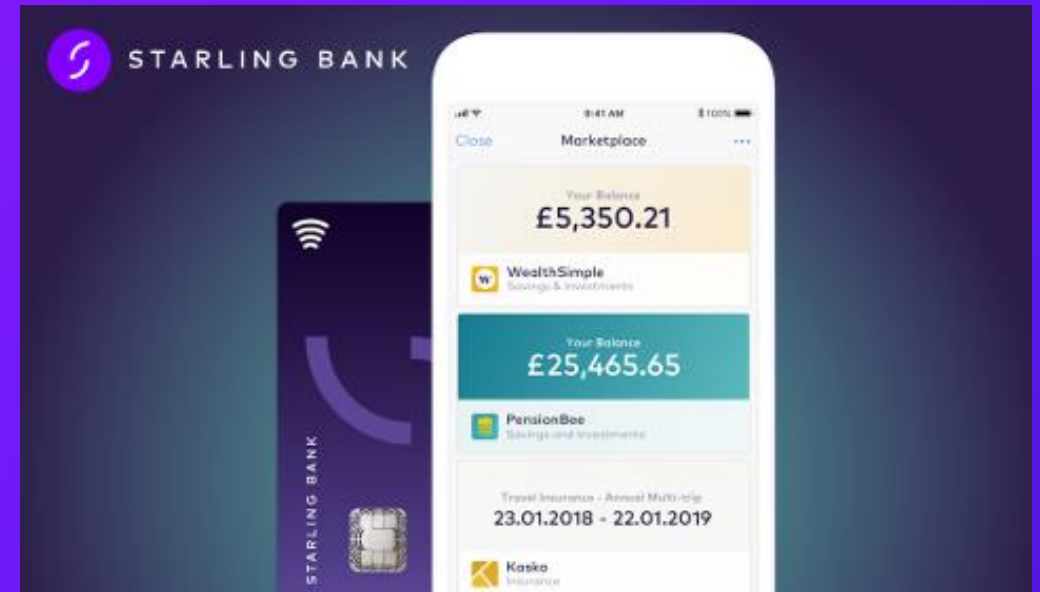 STARLING BANK
9:41 AM
100%
Close
Marketplace
Your Balance
£5,350.21
W
WealthSimple
Savings & Investments
Your Balance
£25,465.65
PensionBee
Savings and Investments
Travel Insurance - Annual Multi-trip
23.01.2018 - 22.01.2019
Kasko
Insurance
STARLING BANK